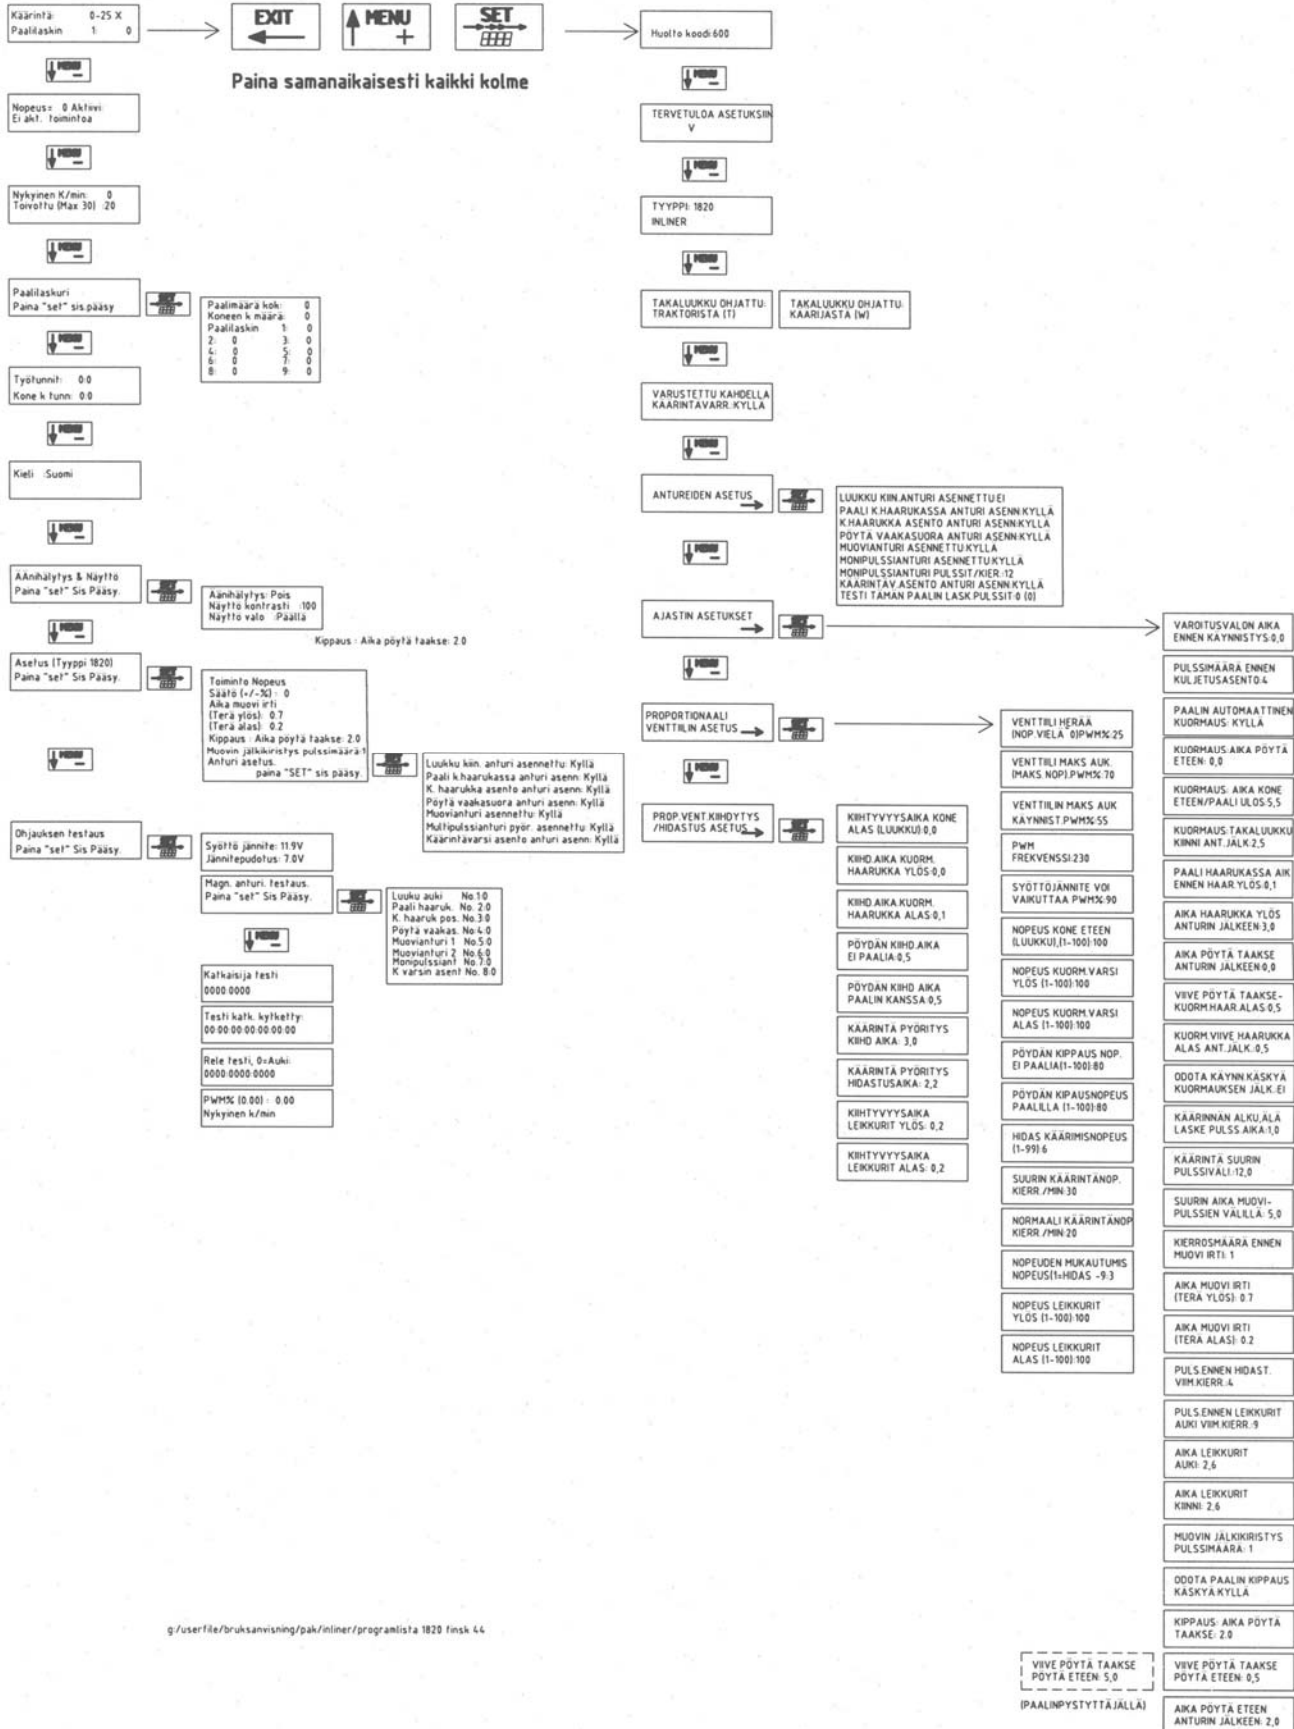 Käärintä: 0-25 X
Paalilaskin 1: 0
EXIT
MENU
+
SET
Paina samanaikaisesti kaikki kolme
Huolto koodi:600
MENU
-
Nopeus= 0 Aktiivi:
Ei akt. toimintoa
MENU
-
Nykyinen K/min: 0
Toivottu (Max 30) :20
MENU
-
Paalilaskuri
Paina "set" sis.pääsy
SET
Paalimäärä kok: 0
Koneen k määrä: 0
Paalilaskin 1: 0
2: 0 3: 0
4: 0 5: 0
6: 0 7: 0
8: 0 9: 0
MENU
-
Työtunnit: 0:0
Kone k tunn: 0:0
MENU
-
Kieli :Suomi
MENU
-
ÄÄnihälytys & Näyttö
Paina "set" Sis Pääsy.
SET
Äänihälytys: Pois
Näyttö kontrasti :100
Näyttö valo :Päällä
Kippaus : Aika pöytä taakse: 2.0
MENU
-
Asetus (Tyyppi 1820)
Paina "set" Sis Pääsy.
SET
Toiminto Nopeus
Säätö (+/-%) : 0
Aika muovi irti
(Terä ylös): 0.7
(Terä alas): 0.2
Kippaus : Aika pöytä taakse: 2.0
Muovin jälkikiristys pulssimäärä:1
Anturi asetus.
paina "SET" sis pääsy.
SET
Luukku kiin. anturi asennettu: Kyllä
Paali k.haarukassa anturi asenn: Kyllä
K. haarukka asento anturi asenn: Kyllä
Pöytä vaakasuora anturi asenn: Kyllä
Muovianturi asennettu: Kyllä
Multipulssianturi pyör. asennettu: Kyllä
Käärintävarsi asento anturi asenn: Kyllä
MENU
-
Ohjauksen testaus
Paina "set" Sis Pääsy.
SET
Syöttö jännite: 11.9V
Jännitepudotus: 7.0V
Magn. anturi. testaus.
Paina "set" Sis Pääsy.
SET
Luuku auki No.1:0
Paali haaruk. No. 2:0
K. haaruk pos. No.3:0
Pöytä vaakas. No.4:0
Muovianturi 1 No.5:0
Muovianturi 2 No.6:0
Monipulssiant No.7:0
K varsin asent No. 8:0
MENU
-
Katkaisija testi
0000:0000
Testi katk. kytketty:
00:00:00:00:00:00:00
Rele testi, 0=Auki:
0000:0000:0000
PWM% (0.00) : 0.00
Nykyinen k/min
MENU
-
TERVETULOA ASETUKSIIN
V
MENU
-
TYYPPI: 1820
INLINER
MENU
-
TAKALUUKKU OHJATTU:
TRAKTORISTA (T)
TAKALUUKKU OHJATTU:
KÄÄRIJASTA (W)
MENU
-
VARUSTETTU KAHDELLA
KÄÄRINTÄVARR.:KYLLÄ
MENU
-
ANTUREIDEN ASETUS
SET
LUUKKU KIIN.ANTURI ASENNETTU:EI
PAALI K.HAARUKASSA ANTURI ASENN:KYLLÄ
K.HAARUKKA ASENTO ANTURI ASENN:KYLLÄ
PÖYTÄ VAAKASUORA ANTURI ASENN:KYLLÄ
MUOVIANTURI ASENNETTU:KYLLÄ
MONIPULSSIANTURI ASENNETTU:KYLLÄ
MONIPULSSIANTURI PULSSIT/KIER.:12
KÄÄRINTÄV.ASENTO ANTURI ASENN:KYLLÄ
TESTI TÄMÄN PAALIN LASK.PULSSIT:0 (0)
MENU
-
AJASTIN ASETUKSET
SET
MENU
-
PROPORTIONAALI
VENTTIILIN ASETUS
SET
MENU
-
PROP.VENT.KIIHDYTYS
/HIDASTUS ASETUS
SET
KIIHTYVYYSAIKA KONE
ALAS (LUUKKU):0,0
KIIHD.AIKA KUORM.
HAARUKKA YLÖS:0,0
KIIHD.AIKA.KUORM.
HAARUKKA ALAS:0,1
PÖYDÄN KIIHD.AIKA
EI PAALIA:0,5
PÖYDÄN KIIHD AIKA
PAALIN KANSSA:0,5
KÄÄRINTÄ PYÖRITYS
KIIHD AIKA: 3,0
KÄÄRINTÄ PYÖRITYS
HIDASTUSAIKA: 2,2
KIIHTYVYYSAIKA
LEIKKURIT YLÖS: 0,2
KIIHTYVYYSAIKA
LEIKKURIT ALAS: 0,2
VENTTIILI HERÄÄ
(NOP.VIELÄ 0)PWM%:25
VENTTIILI MAKS AUK.
(MAKS.NOP).PWM%:70
VENTTIILIN MAKS AUK
KÄYNNIST.PWM%:55
PWM
FREKVENSSI:230
SYÖTTÖJÄNNITE VOI
VAIKUTTAA PWM%:90
NOPEUS KONE ETEEN
(LUUKKU),(1-100):100
NOPEUS KUORM.VARSI
YLÖS (1-100):100
NOPEUS KUORM.VARSI
ALAS (1-100):100
PÖYDÄN KIPPAUS NOP.
EI PAALIA(1-100):80
PÖYDÄN KIPAUSNOPEUS
PAALILLA (1-100):80
HIDAS KÄÄRIMISNOPEUS
(1-99):6
SUURIN KÄÄRINTÄNOP.
KIERR./MIN:30
NORMAALI KÄÄRINTÄNOP
KIERR./MIN:20
NOPEUDEN MUKAUTUMIS
NOPEUS(1=HIDAS -9:3
NOPEUS LEIKKURIT
YLÖS (1-100):100
NOPEUS LEIKKURIT
ALAS (1-100):100
VAROITUSVALON AIKA
ENNEN KÄYNNISTYS:0,0
PULSSIMÄÄRÄ ENNEN
KULJETUSASENTO:4
PAALIN AUTOMAATTINEN
KUORMAUS: KYLLÄ
KUORMAUS:AIKA PÖYTÄ
ETEEN: 0,0
KUORMAUS: AIKA KONE
ETEEN/PAALI ULOS:5,5
KUORMAUS:TAKALUUKKU
KIINNI ANT.JÄLK:2,5
PAALI HAARUKASSA AIK
ENNEN HAAR.YLÖS:0,1
AIKA HAARUKKA YLÖS
ANTURIN JÄLKEEN:3,0
AIKA PÖYTÄ TAAKSE
ANTURIN JÄLKEEN:0,0
VIIVE PÖYTÄ TAAKSE-
KUORM.HAAR.ALAS:0,5
KUORM.VIIVE HAARUKKA
ALAS ANT.JÄLK.:0,5
ODOTA KÄYNN.KÄSKYÄ
KUORMAUKSEN JÄLK.:EI
KÄÄRINNÄN ALKU,ÄLÄ
LASKE PULSS.AIKA:1,0
KÄÄRINTÄ SUURIN
PULSSIVÄLI.:12,0
SUURIN AIKA MUOVI-
PULSSIEN VÄLILLÄ: 5,0
KIERROSMÄÄRÄ ENNEN
MUOVI IRTI: 1
AIKA MUOVI IRTI
(TERÄ YLÖS): 0.7
AIKA MUOVI IRTI
(TERÄ ALAS): 0.2
PULS.ENNEN HIDAST.
VIIM.KIERR.:4
PULS.ENNEN LEIKKURIT
AUKI VIIM.KIERR.:9
AIKA LEIKKURIT
AUKI: 2,6
AIKA LEIKKURIT
KIINNI: 2,6
MUOVIN JÄLKIKIRISTYS
PULSSIMÄÄRÄ: 1
ODOTA PAALIN KIPPAUS
KÄSKYÄ:KYLLÄ
KIPPAUS: AIKA PÖYTÄ
TAAKSE: 2.0
VIIVE PÖYTÄ TAAKSE
PÖYTÄ ETEEN: 5,0
(PAALINPYSTYTTÄJÄLLÄ)
VIIVE PÖYTÄ TAAKSE
PÖYTÄ ETEEN: 0,5
AIKA PÖYTÄ ETEEN
ANTURIN JÄLKEEN: 2,0
g:/userfile/bruksanvisning/pak/inliner/programlista 1820 finsk 44